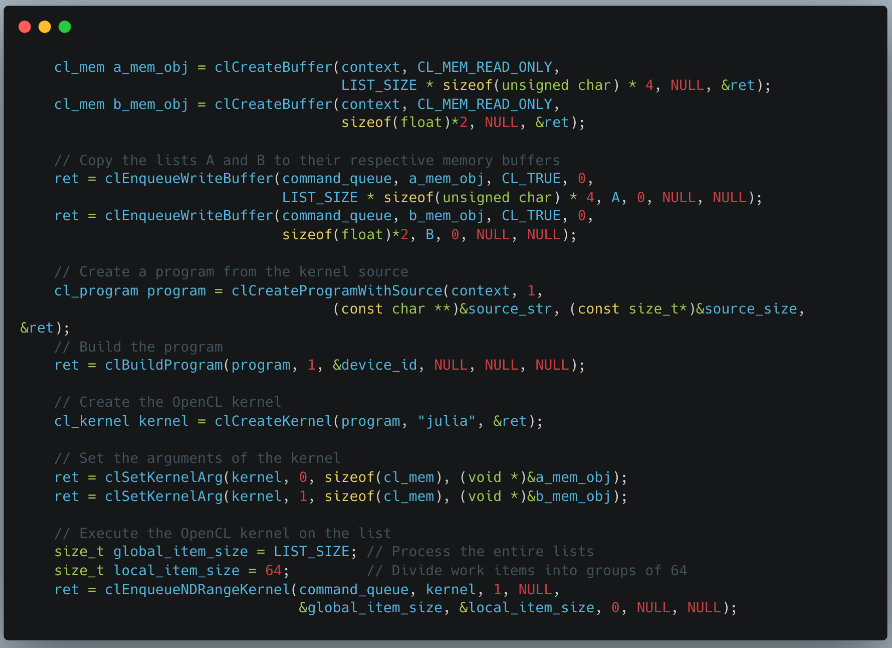 cl_mem a_mem_obj = clCreateBuffer(context, CL_MEM_READ_ONLY,
LIST_SIZE * sizeof(unsigned char) * 4, NULL, &ret);
cl_mem b_mem_obj = clCreateBuffer(context, CL_MEM_READ_ONLY,
sizeof(float)*2, NULL, &ret);
// Copy the lists A and B to their respective memory buffers
ret = clEnqueueWriteBuffer(command_queue, a_mem_obj, CL_TRUE, 0,
LIST_SIZE * sizeof(unsigned char) * 4, A, 0, NULL, NULL);
ret = clEnqueueWriteBuffer(command_queue, b_mem_obj, CL_TRUE, 0,
sizeof(float)*2, B, 0, NULL, NULL);
// Create a program from the kernel source
cl_program program = clCreateProgramWithSource(context, 1,
(const char **)&source_str, (const size_t*)&source_size,
&ret);
// Build the program
ret = clBuildProgram(program, 1, &device_id, NULL, NULL, NULL);
// Create the OpenCL kernel
cl_kernel kernel = clCreateKernel(program, "julia", &ret);
// Set the arguments of the kernel
ret = clSetKernelArg(kernel, 0, sizeof(cl_mem), (void *)&a_mem_obj);
ret = clSetKernelArg(kernel, 1, sizeof(cl_mem), (void *)&b_mem_obj);
// Execute the OpenCL kernel on the list
size_t global_item_size = LIST_SIZE; // Process the entire lists
size_t local_item_size = 64; // Divide work items into groups of 64
ret = clEnqueueNDRangeKernel(command_queue, kernel, 1, NULL,
&global_item_size, &local_item_size, 0, NULL, NULL);